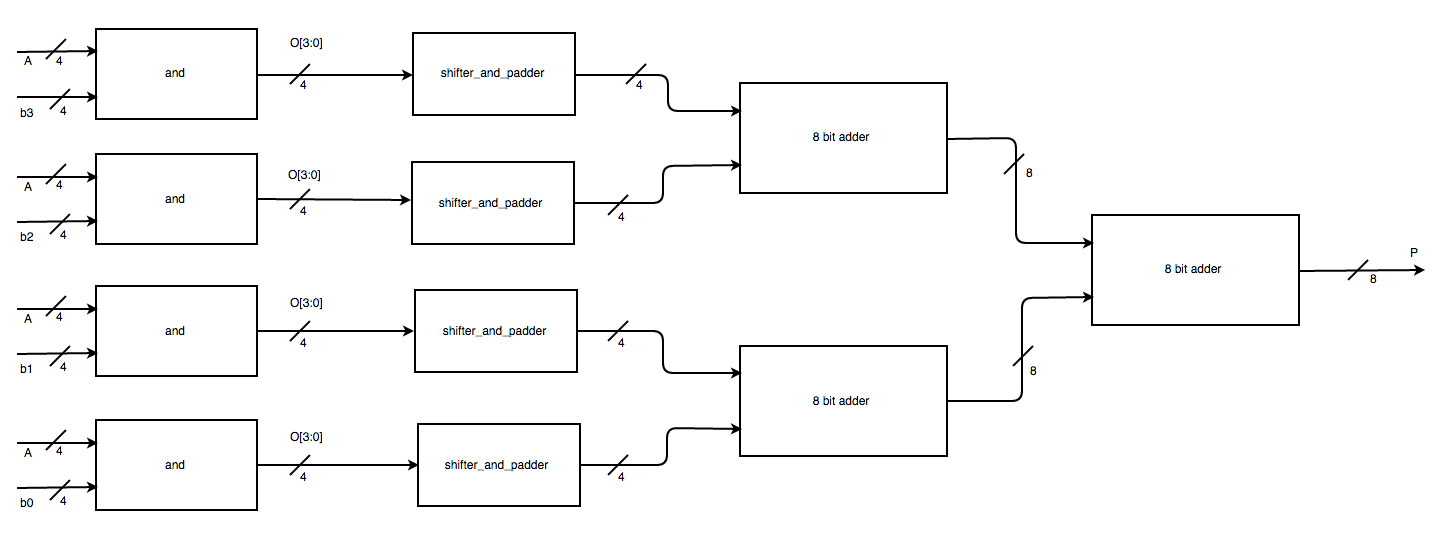 A
4
b3
4
and
O[3:0]
4
shifter_and_padder
4
A
4
b2
4
and
O[3:0]
4
shifter_and_padder
4
8 bit adder
8
A
4
b1
4
and
O[3:0]
4
shifter_and_padder
4
A
4
b0
4
and
O[3:0]
4
shifter_and_padder
4
8 bit adder
8
8 bit adder
P
8